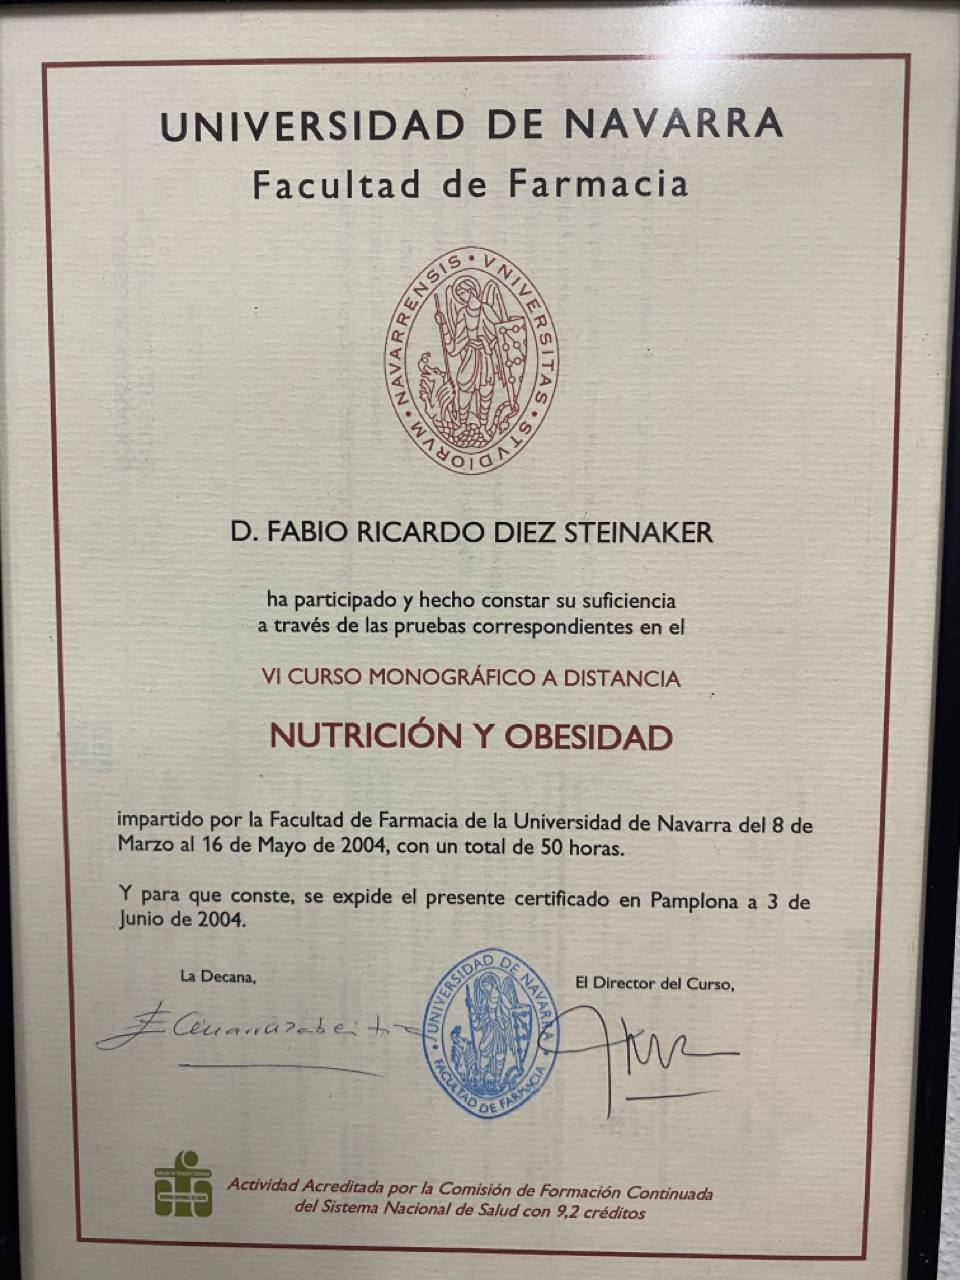 UNIVERSIDAD DE NAVARRA
Facultad de Farmacia
NAVARRENSIS • VNIVERSITAS • STVDIORVM •
D. FABIO RICARDO DIEZ STEINAKER
ha participado y hecho constar su suficiencia
a través de las pruebas correspondientes en el
VI CURSO MONOGRÁFICO A DISTANCIA
NUTRICIÓN Y OBESIDAD
impartido por la Facultad de Farmacia de la Universidad de Navarra del 8 de
Marzo al 16 de Mayo de 2004, con un total de 50 horas.
Y para que conste, se expide el presente certificado en Pamplona a 3 de
Junio de 2004.
La Decana,
El Director del Curso,
• UNIVERSIDAD DE NAVARRA •
FACULTAD DE FARMACIA
Actividad Acreditada por la Comisión de Formación Continuada
del Sistema Nacional de Salud con 9,2 créditos